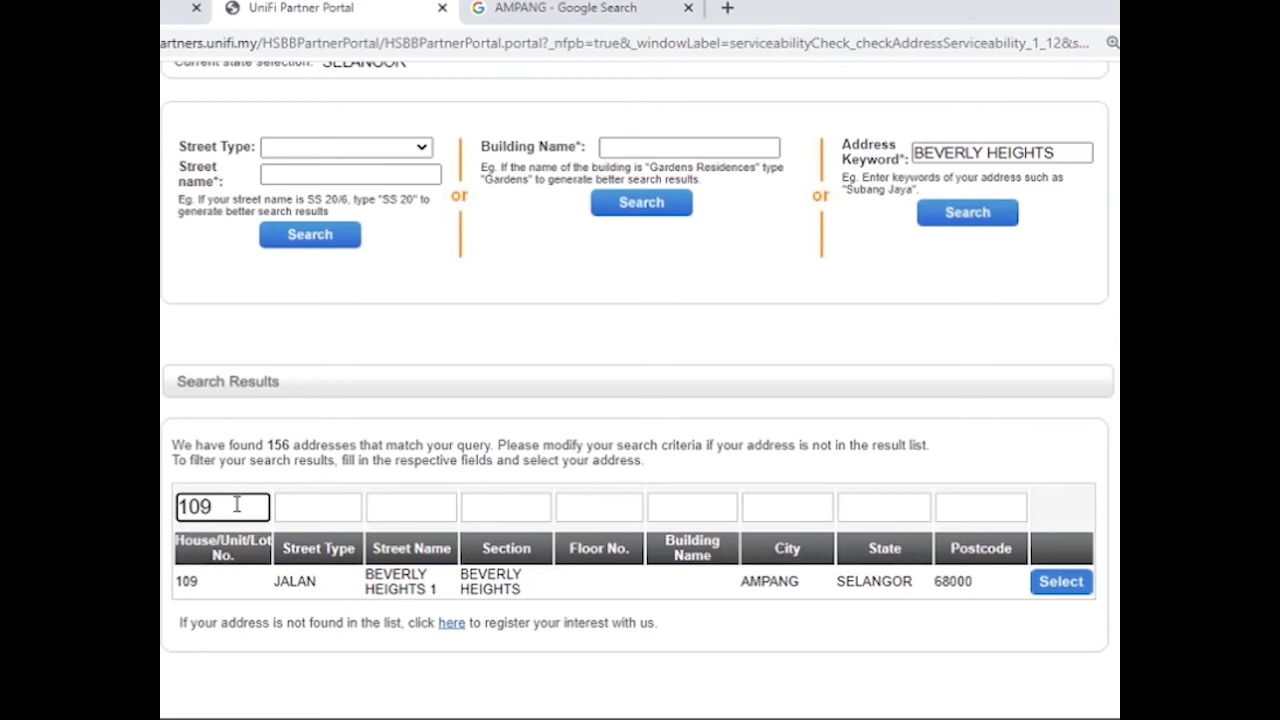 UniFi Partner Portal
AMPANG - Google Search
artners.unifi.my/HSBBPartnerPortal/HSBBPartnerPortal.portal?_nfpb=true&_windowLabel=serviceabilityCheck_checkAddressServiceability_1_12&s...
Current state selection: SELANGOR
Street Type:
Street name*:
Eg. If your street name is SS 20/6, type "SS 20" to
generate better search results
Search
or
Building Name*:
Eg. If the name of the building is "Gardens Residences" type
"Gardens" to generate better search results.
Search
or
Address
Keyword*: BEVERLY HEIGHTS
Eg. Enter keywords of your address such as
"Subang Jaya".
Search
Search Results
We have found 156 addresses that match your query. Please modify your search criteria if your address is not in the result list.
To filter your search results, fill in the respective fields and select your address.
109
House/Unit/Lot No. Street Type Street Name Section Floor No. Building Name City State Postcode
109 JALAN BEVERLY HEIGHTS 1 BEVERLY HEIGHTS AMPANG SELANGOR 68000 Select
If your address is not found in the list, click here to register your interest with us.